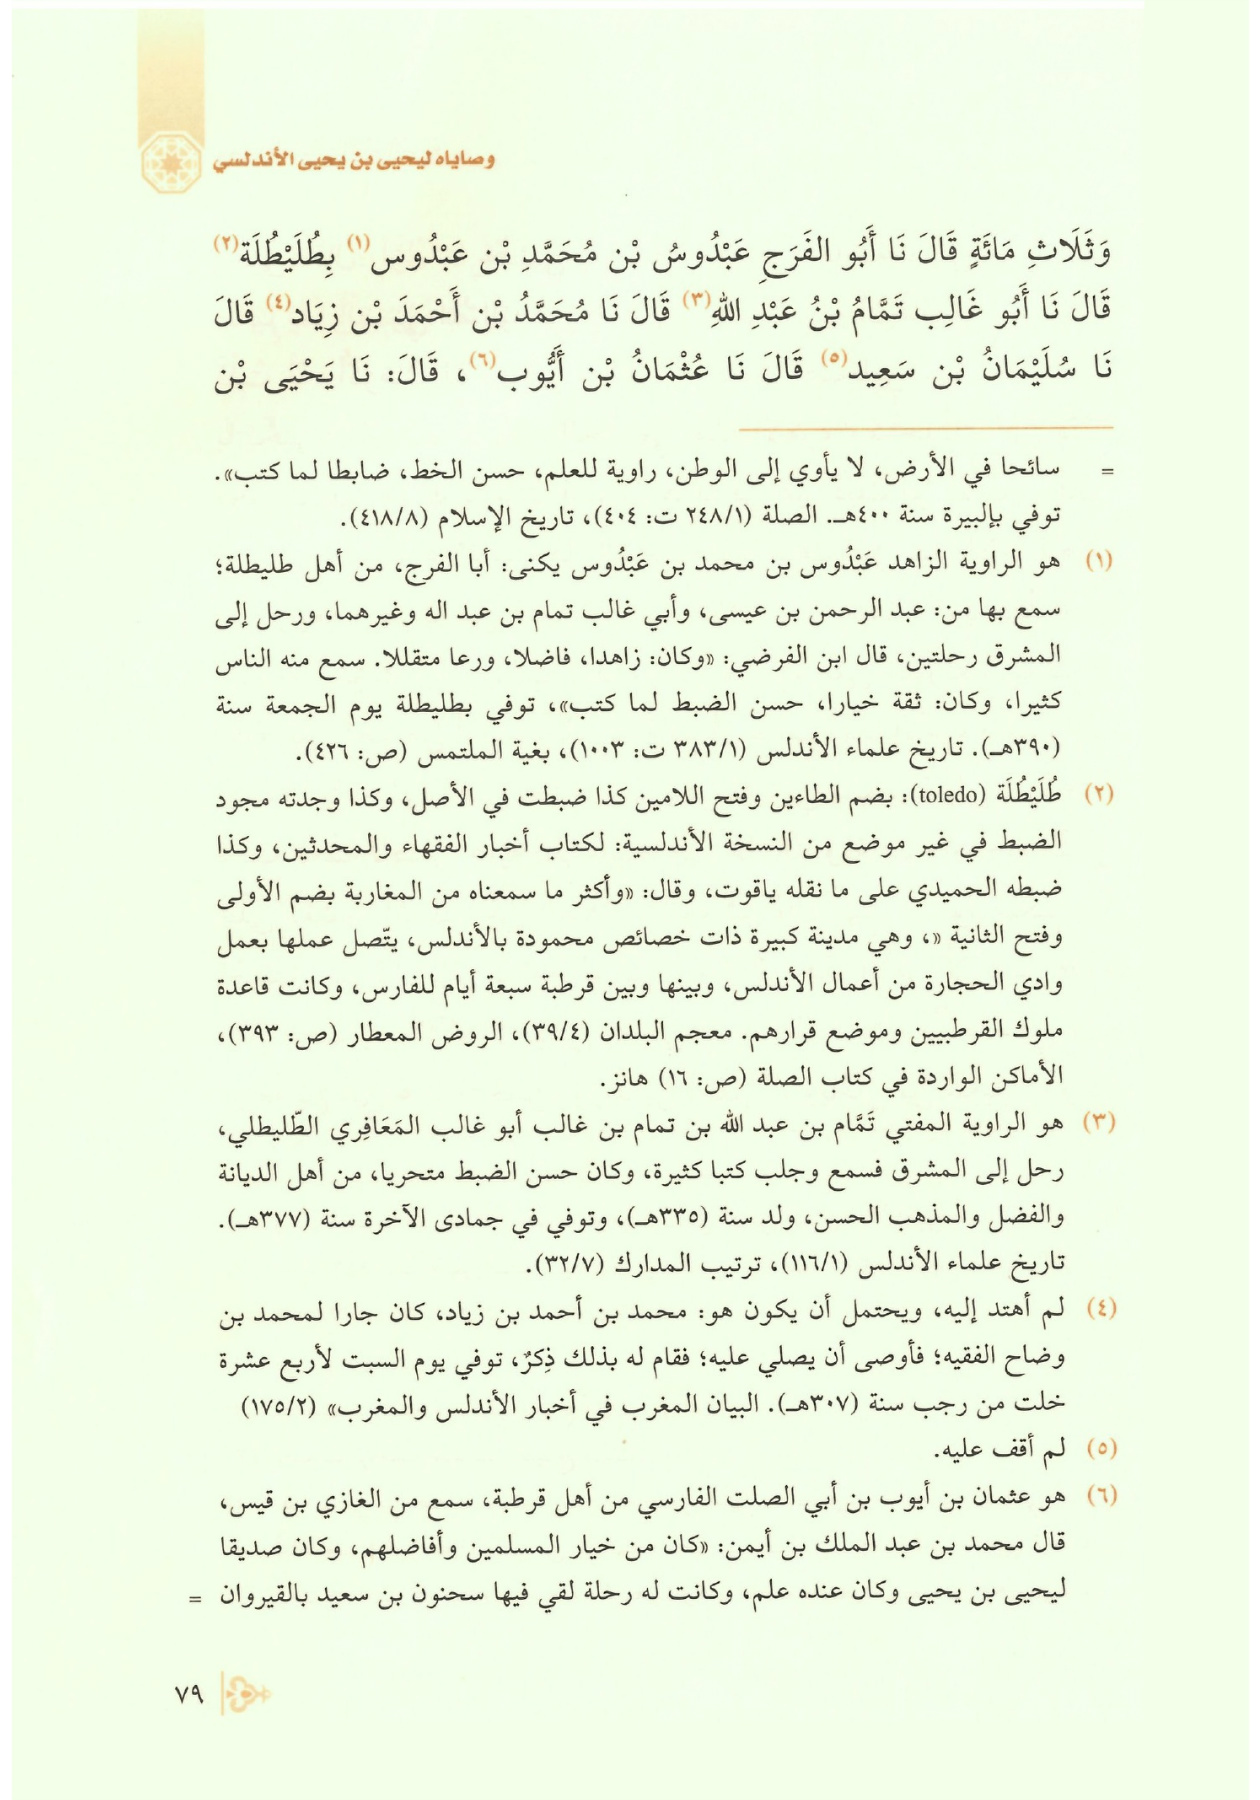 وصاياه ليحيى بن يحيى الأندلسي
وَثَلَاثِ مَائَةٍ قَالَ نَا أَبُو الفَرَجِ عَبْدُوسُ بْن مُحَمَّدِ بْن عَبْدُوس(١) بِطُلَيْطُلَة(٢)
قَالَ نَا أَبُو غَالِب تَمَّامُ بْنُ عَبْدِ اللهِ(٣) قَالَ نَا مُحَمَّدُ بْن أَحْمَدَ بْن زِيَاد(٤) قَالَ
نَا سُلَيْمَانُ بْن سَعِيد(٥) قَالَ نَا عُثْمَانُ بْن أَيُّوب(٦)، قَالَ: نَا يَحْيَى بْن
= سائحا في الأرض، لا يأوي إلى الوطن، راوية للعلم، حسن الخط، ضابطا لما كتب».
توفي بإلبيرة سنة ٤٠٠هـ. الصلة (٢٤٨/١ ت: ٤٠٤)، تاريخ الإسلام (٤١٨/٨).
(١) هو الراوية الزاهد عَبْدُوس بن محمد بن عَبْدُوس يكنى: أبا الفرج، من أهل طليطلة؛
سمع بها من: عبد الرحمن بن عيسى، وأبي غالب تمام بن عبد اله وغيرهما، ورحل إلى
المشرق رحلتين، قال ابن الفرضي: «وكان: زاهدا، فاضلا، ورعا متقللا. سمع منه الناس
كثيرا، وكان: ثقة خيارا، حسن الضبط لما كتب»، توفي بطليطلة يوم الجمعة سنة
(٣٩٠هـ). تاريخ علماء الأندلس (٣٨٣/١ ت: ١٠٠٣)، بغية الملتمس (ص: ٤٢٦).
(٢) طُلَيْطُلَة (toledo): بضم الطاءين وفتح اللامين كذا ضبطت في الأصل، وكذا وجدته مجود
الضبط في غير موضع من النسخة الأندلسية: لكتاب أخبار الفقهاء والمحدثين، وكذا
ضبطه الحميدي على ما نقله ياقوت، وقال: «وأكثر ما سمعناه من المغاربة بضم الأولى
وفتح الثانية «، وهي مدينة كبيرة ذات خصائص محمودة بالأندلس، يتّصل عملها بعمل
وادي الحجارة من أعمال الأندلس، وبينها وبين قرطبة سبعة أيام للفارس، وكانت قاعدة
ملوك القرطبيين وموضع قرارهم. معجم البلدان (٣٩/٤)، الروض المعطار (ص: ٣٩٣)،
الأماكن الواردة في كتاب الصلة (ص: ١٦) هانز.
(٣) هو الراوية المفتي تَمَّام بن عبد الله بن تمام بن غالب أبو غالب المَعَافِري الطّليطلي،
رحل إلى المشرق فسمع وجلب كتبا كثيرة، وكان حسن الضبط متحريا، من أهل الديانة
والفضل والمذهب الحسن، ولد سنة (٣٣٥هـ)، وتوفي في جمادى الآخرة سنة (٣٧٧هـ).
تاريخ علماء الأندلس (١١٦/١)، ترتيب المدارك (٣٢/٧).
(٤) لم أهتد إليه، ويحتمل أن يكون هو: محمد بن أحمد بن زياد، كان جارا لمحمد بن
وضاح الفقيه؛ فأوصى أن يصلي عليه؛ فقام له بذلك ذِكرٌ، توفي يوم السبت لأربع عشرة
خلت من رجب سنة (٣٠٧هـ). البيان المغرب في أخبار الأندلس والمغرب» (١٧٥/٢)
(٥) لم أقف عليه.
(٦) هو عثمان بن أيوب بن أبي الصلت الفارسي من أهل قرطبة، سمع من الغازي بن قيس،
قال محمد بن عبد الملك بن أيمن: «كان من خيار المسلمين وأفاضلهم، وكان صديقا
ليحيى بن يحيى وكان عنده علم، وكانت له رحلة لقي فيها سحنون بن سعيد بالقيروان =
٧٩